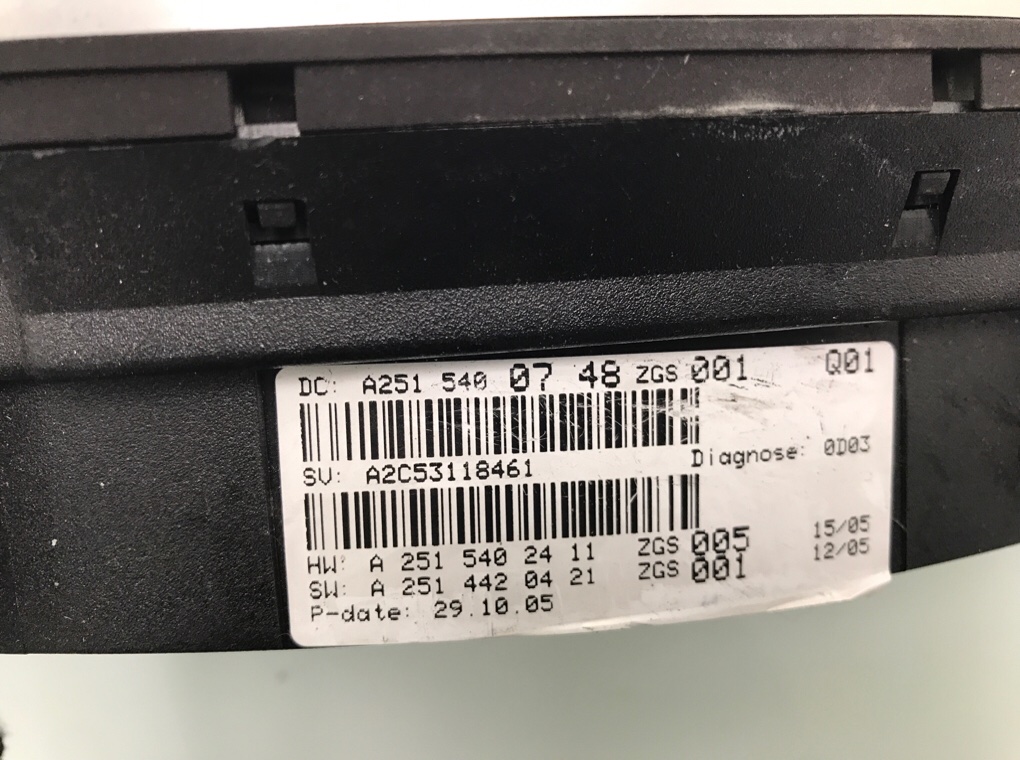 DC: A251 540 07 48 ZGS 001 Q01
Diagnose: 0D03
SV: A2C53118461
HW: A 251 540 24 11 ZGS 005 15/05
SW: A 251 442 04 21 ZGS 001 12/05
P-date: 29.10.05